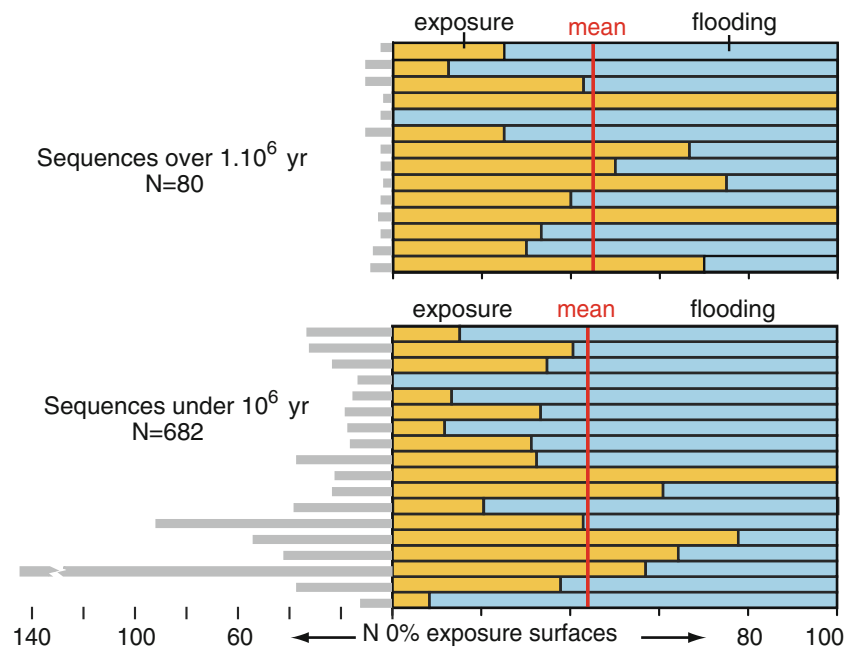 exposure mean flooding
Sequences over 1.10⁶ yr
N=80
exposure mean flooding
Sequences under 10⁶ yr
N=682
140 100 60 N 0% exposure surfaces 80 100